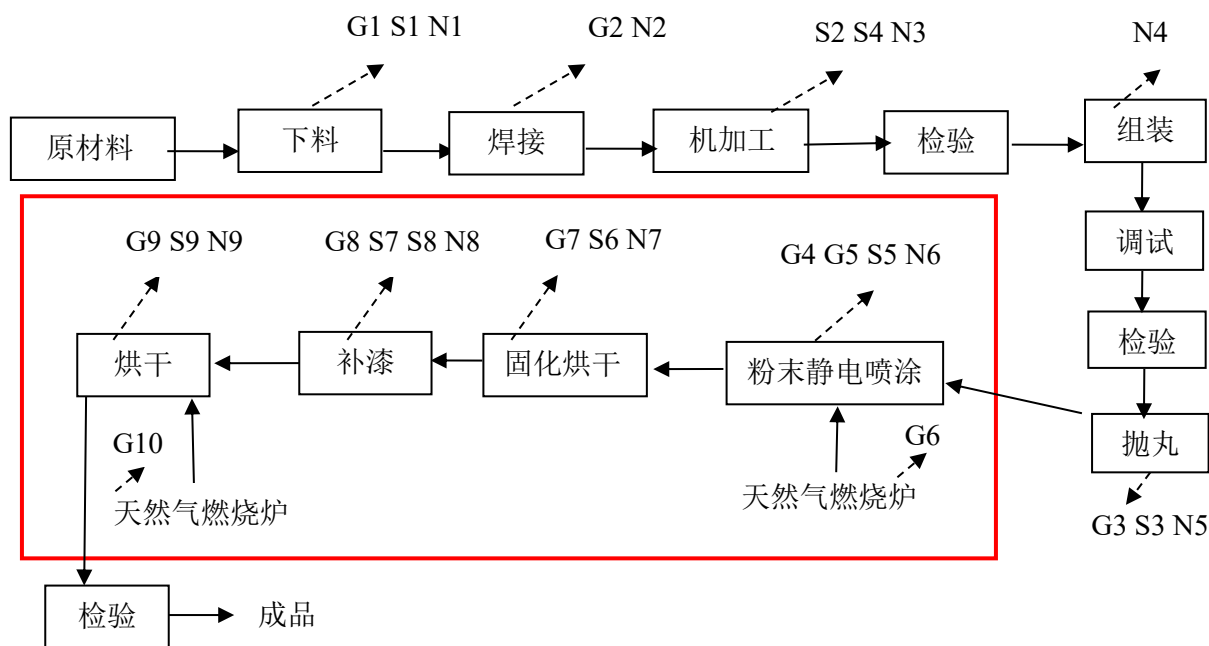 G1 S1 N1
G2 N2
S2 S4 N3
N4
原材料
下料
焊接
机加工
检验
组装
调试
检验
抛丸
G3 S3 N5
G9 S9 N9
G8 S7 S8 N8
G7 S6 N7
G4 G5 S5 N6
烘干
补漆
固化烘干
粉末静电喷涂
G10
天然气燃烧炉
G6
天然气燃烧炉
检验
成品